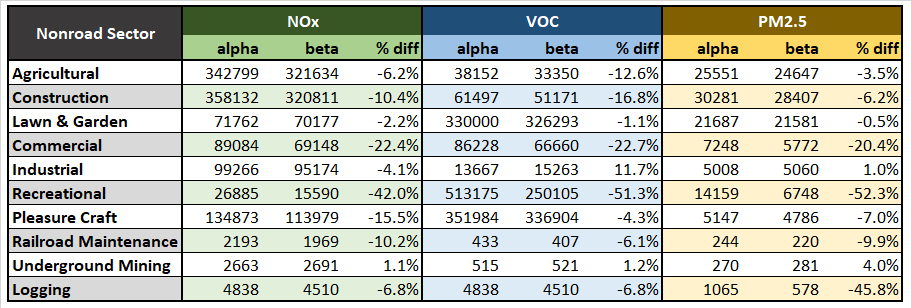 Nonroad Sector NOx VOC PM2.5
alpha beta % diff alpha beta % diff alpha beta % diff
Agricultural 342799 321634 -6.2% 38152 33350 -12.6% 25551 24647 -3.5%
Construction 358132 320811 -10.4% 61497 51171 -16.8% 30281 28407 -6.2%
Lawn & Garden 71762 70177 -2.2% 330000 326293 -1.1% 21687 21581 -0.5%
Commercial 89084 69148 -22.4% 86228 66660 -22.7% 7248 5772 -20.4%
Industrial 99266 95174 -4.1% 13667 15263 11.7% 5008 5060 1.0%
Recreational 26885 15590 -42.0% 513175 250105 -51.3% 14159 6748 -52.3%
Pleasure Craft 134873 113979 -15.5% 351984 336904 -4.3% 5147 4786 -7.0%
Railroad Maintenance 2193 1969 -10.2% 433 407 -6.1% 244 220 -9.9%
Underground Mining 2663 2691 1.1% 515 521 1.2% 270 281 4.0%
Logging 4838 4510 -6.8% 4838 4510 -6.8% 1065 578 -45.8%